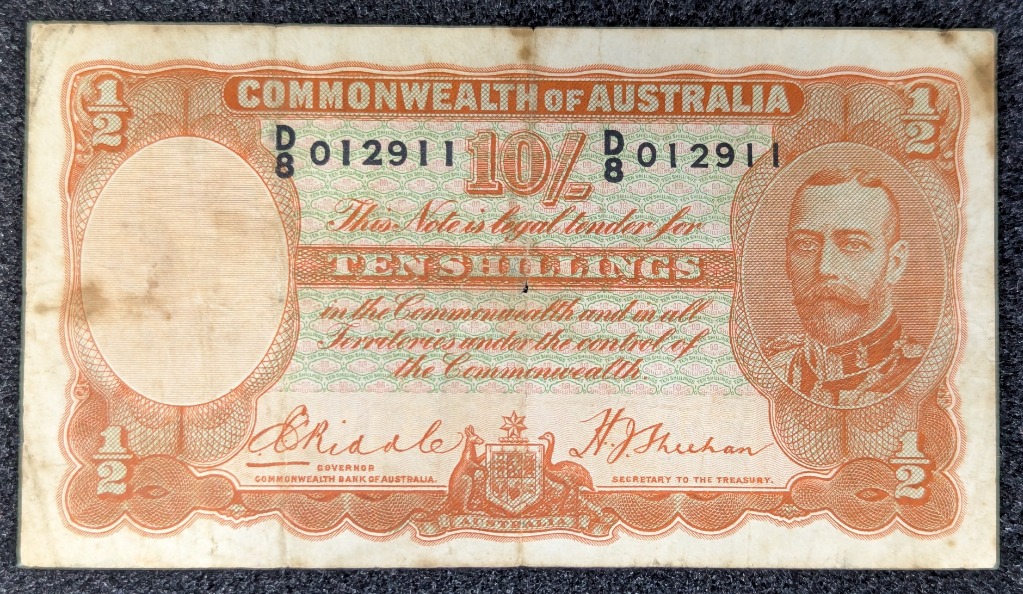 COMMONWEALTH OF AUSTRALIA
1/2 1/2
D/8 012911 10/- D/8 012911
This Note is legal tender for
TEN SHILLINGS
in the Commonwealth and in all
Territories under the control of
the Commonwealth.
C Riddle H. J. Sheehan
GOVERNOR
COMMONWEALTH BANK OF AUSTRALIA. SECRETARY TO THE TREASURY.
1/2 1/2
AUSTRALIA